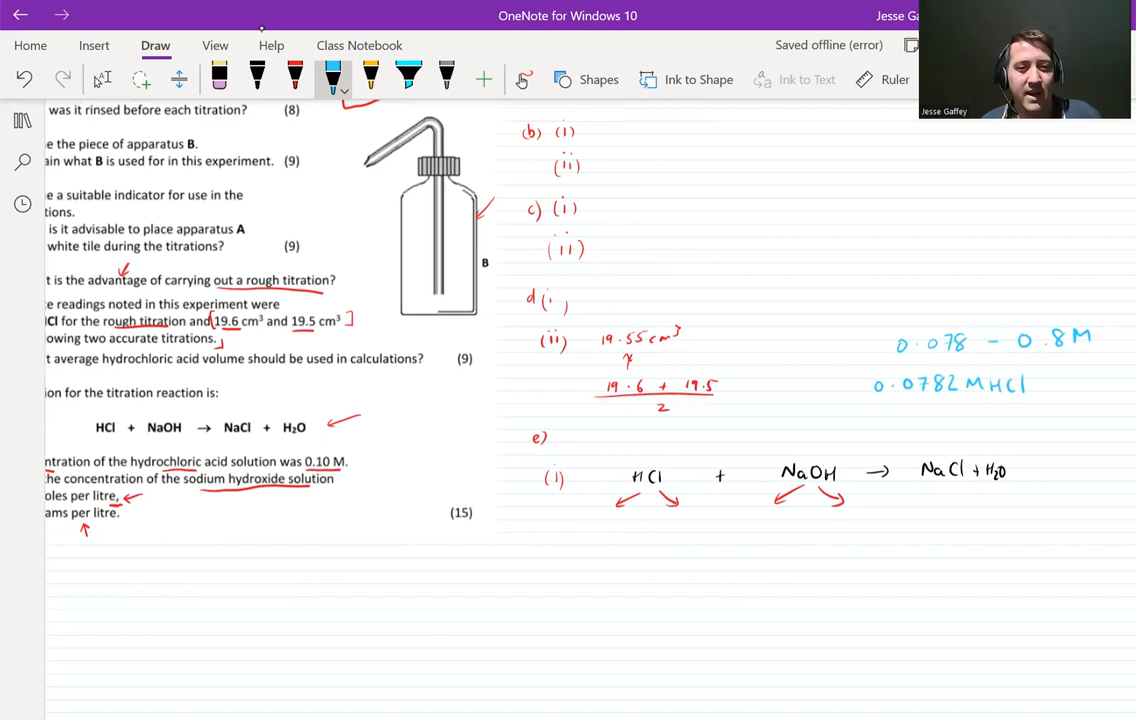 OneNote for Windows 10
Jesse Ga
Home Insert Draw View Help Class Notebook
Saved offline (error)
Shapes
Ink to Shape
Ink to Text
Ruler
Jesse Gaffey
was it rinsed before each titration? (8)
e the piece of apparatus B.
ain what B is used for in this experiment. (9)
e a suitable indicator for use in the
tions.
is it advisable to place apparatus A
white tile during the titrations? (9)
B
t is the advantage of carrying out a rough titration?
e readings noted in this experiment were
Cl for the rough titration and 19.6 cm³ and 19.5 cm³
owing two accurate titrations.
t average hydrochloric acid volume should be used in calculations? (9)
ion for the titration reaction is:
HCl + NaOH → NaCl + H₂O
ntration of the hydrochloric acid solution was 0.10 M.
he concentration of the sodium hydroxide solution
oles per litre,
ams per litre.
(15)
(b) (i)
(ii)
c) (i)
(ii)
d (i)
(ii) 19.55 cm³
19.6 + 19.5
2
0.078 - 0.8 M
0.0782 M HCl
e)
(i) HCl + NaOH → NaCl + H₂O